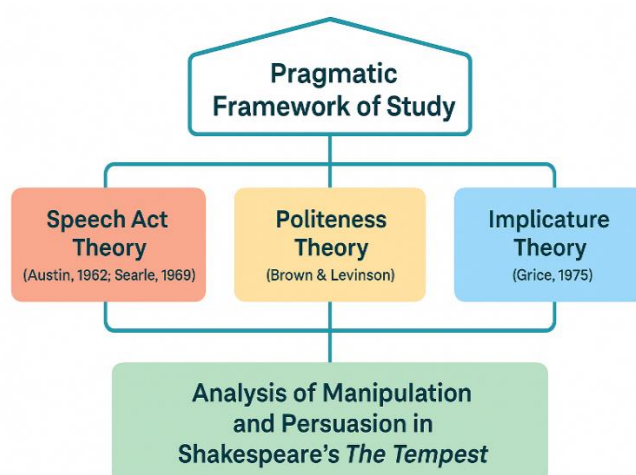 Pragmatic
Framework of Study
Speech Act
Theory
(Austin, 1962; Searle, 1969)
Politeness
Theory
(Brown & Levinson)
Implicature
Theory
(Grice, 1975)
Analysis of Manipulation
and Persuasion in
Shakespeare's The Tempest